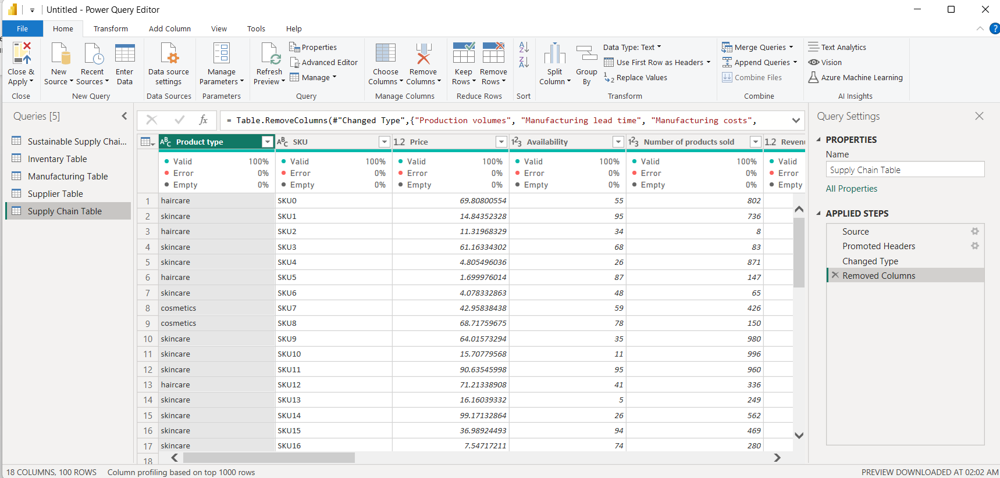 Untitled - Power Query Editor
File Home Transform Add Column View Tools Help
Close & Apply
New Source
Recent Sources
Enter Data
Data source settings
Manage Parameters
Refresh Preview
Properties
Advanced Editor
Manage
Choose Columns
Remove Columns
Keep Rows
Remove Rows
Split Column
Group By
Data Type: Text
Use First Row as Headers
Replace Values
Merge Queries
Append Queries
Combine Files
Text Analytics
Vision
Azure Machine Learning
Close New Query Data Sources Parameters Query Manage Columns Reduce Rows Sort Transform Combine AI Insights
Queries [5]
Sustainable Supply Chai...
Inventory Table
Manufacturing Table
Supplier Table
Supply Chain Table
fx = Table.RemoveColumns(#"Changed Type",{"Production volumes", "Manufacturing lead time", "Manufacturing costs",
ABC Product type ABC SKU 1.2 Price 123 Availability 123 Number of products sold 1.2 Reven
Valid 100% Valid 100% Valid 100% Valid 100% Valid 100% Valid
Error 0% Error 0% Error 0% Error 0% Error 0% Error
Empty 0% Empty 0% Empty 0% Empty 0% Empty 0% Empty
1 haircare SKU0 69.80800554 55 802
2 skincare SKU1 14.84352328 95 736
3 haircare SKU2 11.31968329 34 8
4 skincare SKU3 61.16334302 68 83
5 skincare SKU4 4.805496036 26 871
6 haircare SKU5 1.699976014 87 147
7 skincare SKU6 4.078332863 48 65
8 cosmetics SKU7 42.95838438 59 426
9 cosmetics SKU8 68.71759675 78 150
10 skincare SKU9 64.01573294 35 980
11 skincare SKU10 15.70779568 11 996
12 skincare SKU11 90.63545998 95 960
13 haircare SKU12 71.21338908 41 336
14 skincare SKU13 16.16039332 5 249
15 skincare SKU14 99.17132864 26 562
16 skincare SKU15 36.98924493 94 469
17 skincare SKU16 7.54717211 74 280
18
Query Settings
PROPERTIES
Name
Supply Chain Table
All Properties
APPLIED STEPS
Source
Promoted Headers
Changed Type
Removed Columns
18 COLUMNS, 100 ROWS Column profiling based on top 1000 rows PREVIEW DOWNLOADED AT 02:02 AM